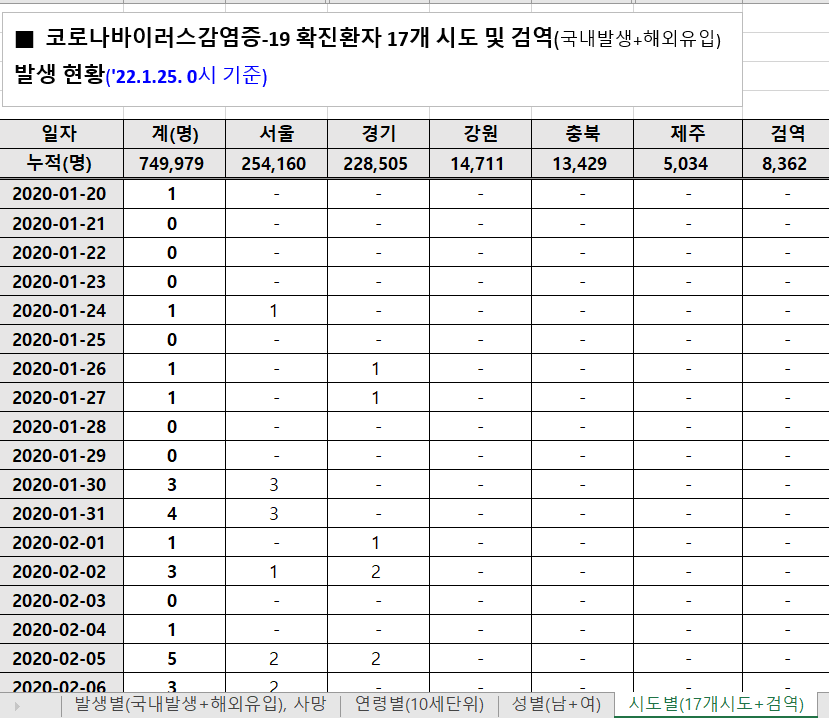 ■ 코로나바이러스감염증-19 확진환자 17개 시도 및 검역(국내발생+해외유입)
발생 현황('22.1.25. 0시 기준)
일자 계(명) 서울 경기 강원 충북 제주 검역
누적(명) 749,979 254,160 228,505 14,711 13,429 5,034 8,362
2020-01-20 1 - - - - - -
2020-01-21 0 - - - - - -
2020-01-22 0 - - - - - -
2020-01-23 0 - - - - - -
2020-01-24 1 1 - - - - -
2020-01-25 0 - - - - - -
2020-01-26 1 - 1 - - - -
2020-01-27 1 - 1 - - - -
2020-01-28 0 - - - - - -
2020-01-29 0 - - - - - -
2020-01-30 3 3 - - - - -
2020-01-31 4 3 - - - - -
2020-02-01 1 - 1 - - - -
2020-02-02 3 1 2 - - - -
2020-02-03 0 - - - - - -
2020-02-04 1 - - - - - -
2020-02-05 5 2 2 - - - -
2020-02-06 3 2 - - - - -
발생별(국내발생+해외유입), 사망 연령별(10세단위) 성별(남+여) 시도별(17개시도+검역)